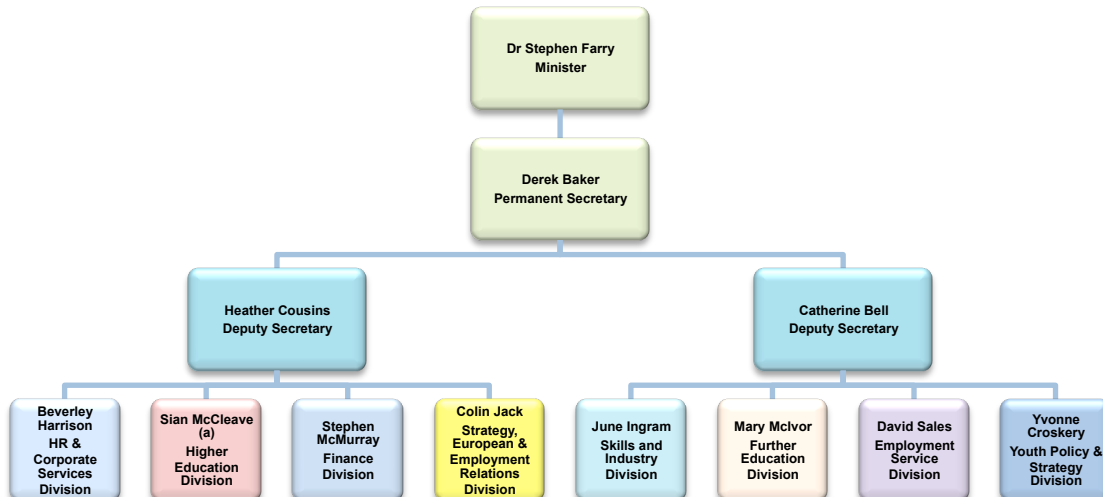 Dr Stephen Farry
Minister
Derek Baker
Permanent Secretary
Heather Cousins
Deputy Secretary
Catherine Bell
Deputy Secretary
Beverley
Harrison
HR &
Corporate
Services
Division
Sian McCleave
(a)
Higher
Education
Division
Stephen
McMurray
Finance
Division
Colin Jack
Strategy,
European &
Employment
Relations
Division
June Ingram
Skills and
Industry
Division
Mary McIvor
Further
Education
Division
David Sales
Employment
Service
Division
Yvonne
Croskery
Youth Policy &
Strategy Division